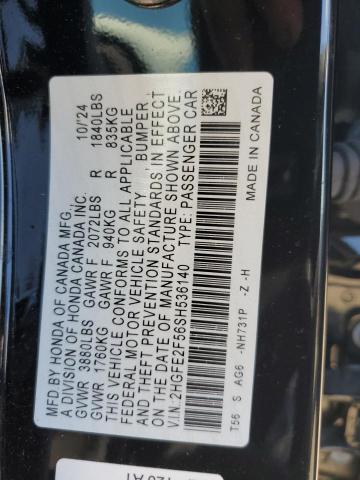 MFD BY HONDA OF CANADA MFG., 10/24
A DIVISION OF HONDA CANADA INC.
GVWR 3880LBS GAWR F 2072LBS R 1840LBS
GVWR 1760KG GAWR F 940KG R 835KG
THIS VEHICLE CONFORMS TO ALL APPLICABLE
FEDERAL MOTOR VEHICLE SAFETY, BUMPER,
AND THEFT PREVENTION STANDARDS IN EFFECT
ON THE DATE OF MANUFACTURE SHOWN ABOVE.
V.I.N. 2HGFE2F56SH536140 TYPE: PASSENGER CAR
T56 S AG6 -NH731P -Z -H MADE IN CANADA